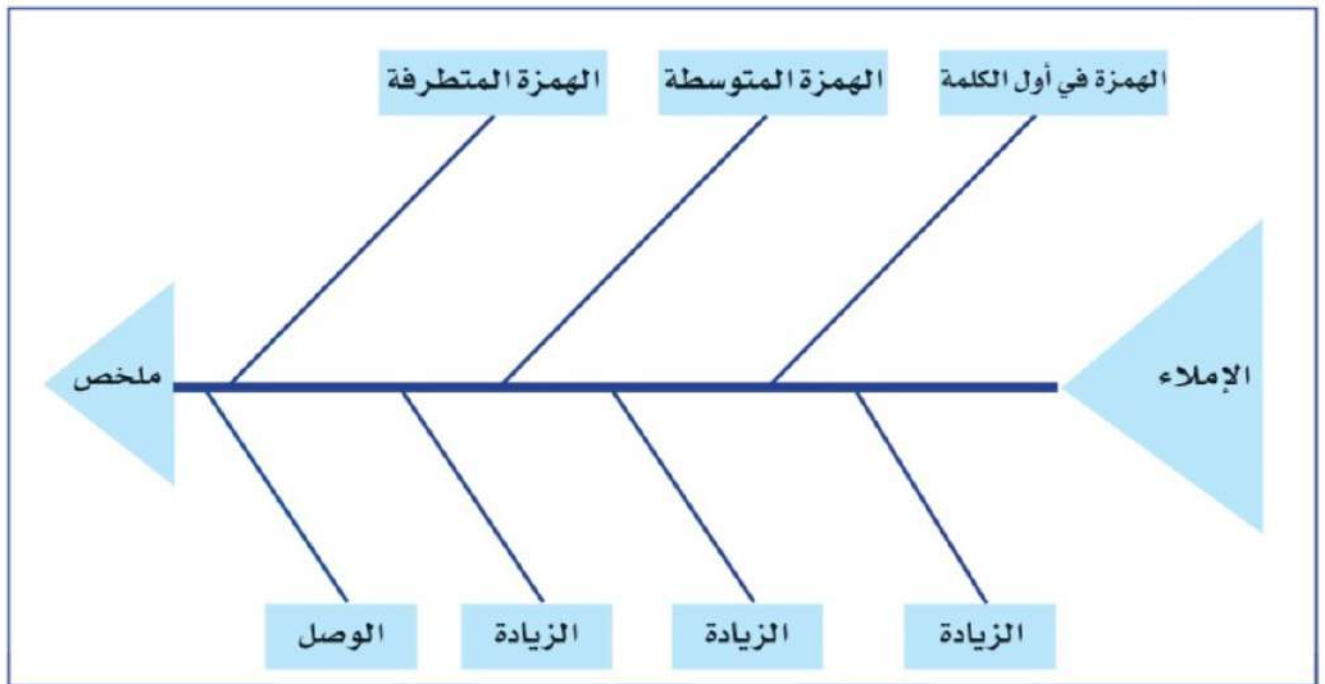 الهمزة في أول الكلمة
الهمزة المتوسطة
الهمزة المتطرفة
الإملاء
ملخص
الزيادة
الزيادة
الزيادة
الوصل